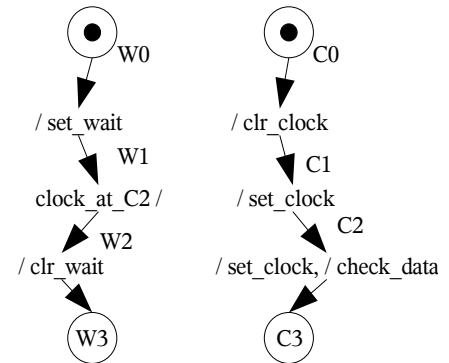 W0
C0
/ set_wait
/ clr_clock
W1
C1
clock_at_C2 /
/ set_clock
W2
C2
/ clr_wait
/ set_clock, / check_data
W3
C3